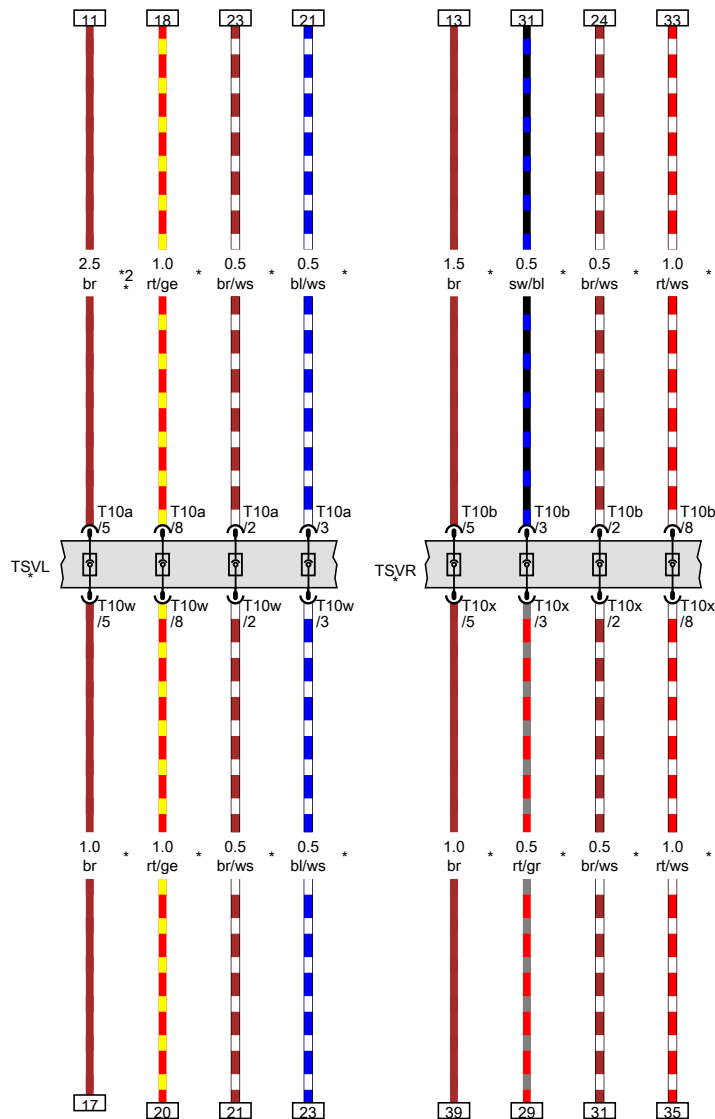 11 18 23 21 13 31 24 33
2.5 1.0 0.5 0.5 1.5 0.5 0.5 1.0
*2 * * * * * * *
* br rt/ge br/ws bl/ws br sw/bl br/ws rt/ws
T10a T10a T10a T10a T10b T10b T10b T10b
/5 /8 /2 /3 /5 /3 /2 /8
TSVL TSVR
* *
T10w T10w T10w T10w T10x T10x T10x T10x
/5 /8 /2 /3 /5 /3 /2 /8
1.0 1.0 0.5 0.5 1.0 0.5 0.5 1.0
* * * * * * * *
br rt/ge br/ws bl/ws br rt/gr br/ws rt/ws
17 20 21 23 39 29 31 35